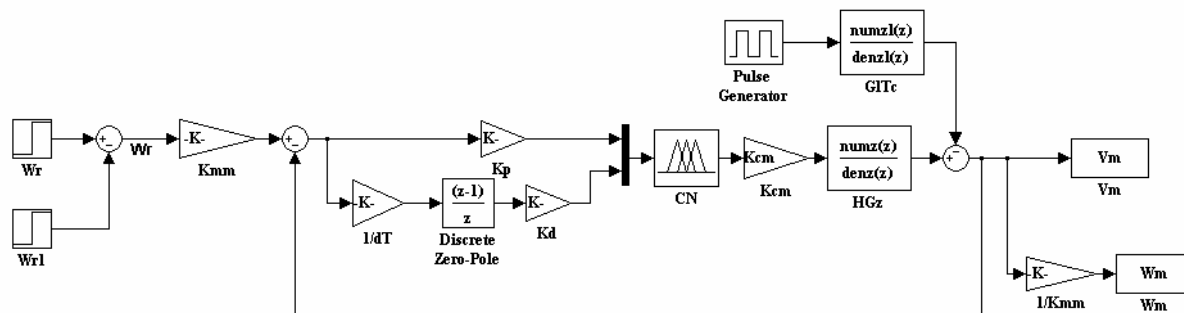 numzl(z)
denzl(z)
GlTc
Pulse
Generator
Wr
Wr
-K-
Kmm
Wr1
K-
Kp
K-
1/dT
(z-1)
z
Discrete
Zero-Pole
K-
Kd
CN
Kcm
Kcm
numz(z)
denz(z)
HGz
Vm
Vm
K-
1/Kmm
Wm
Wm